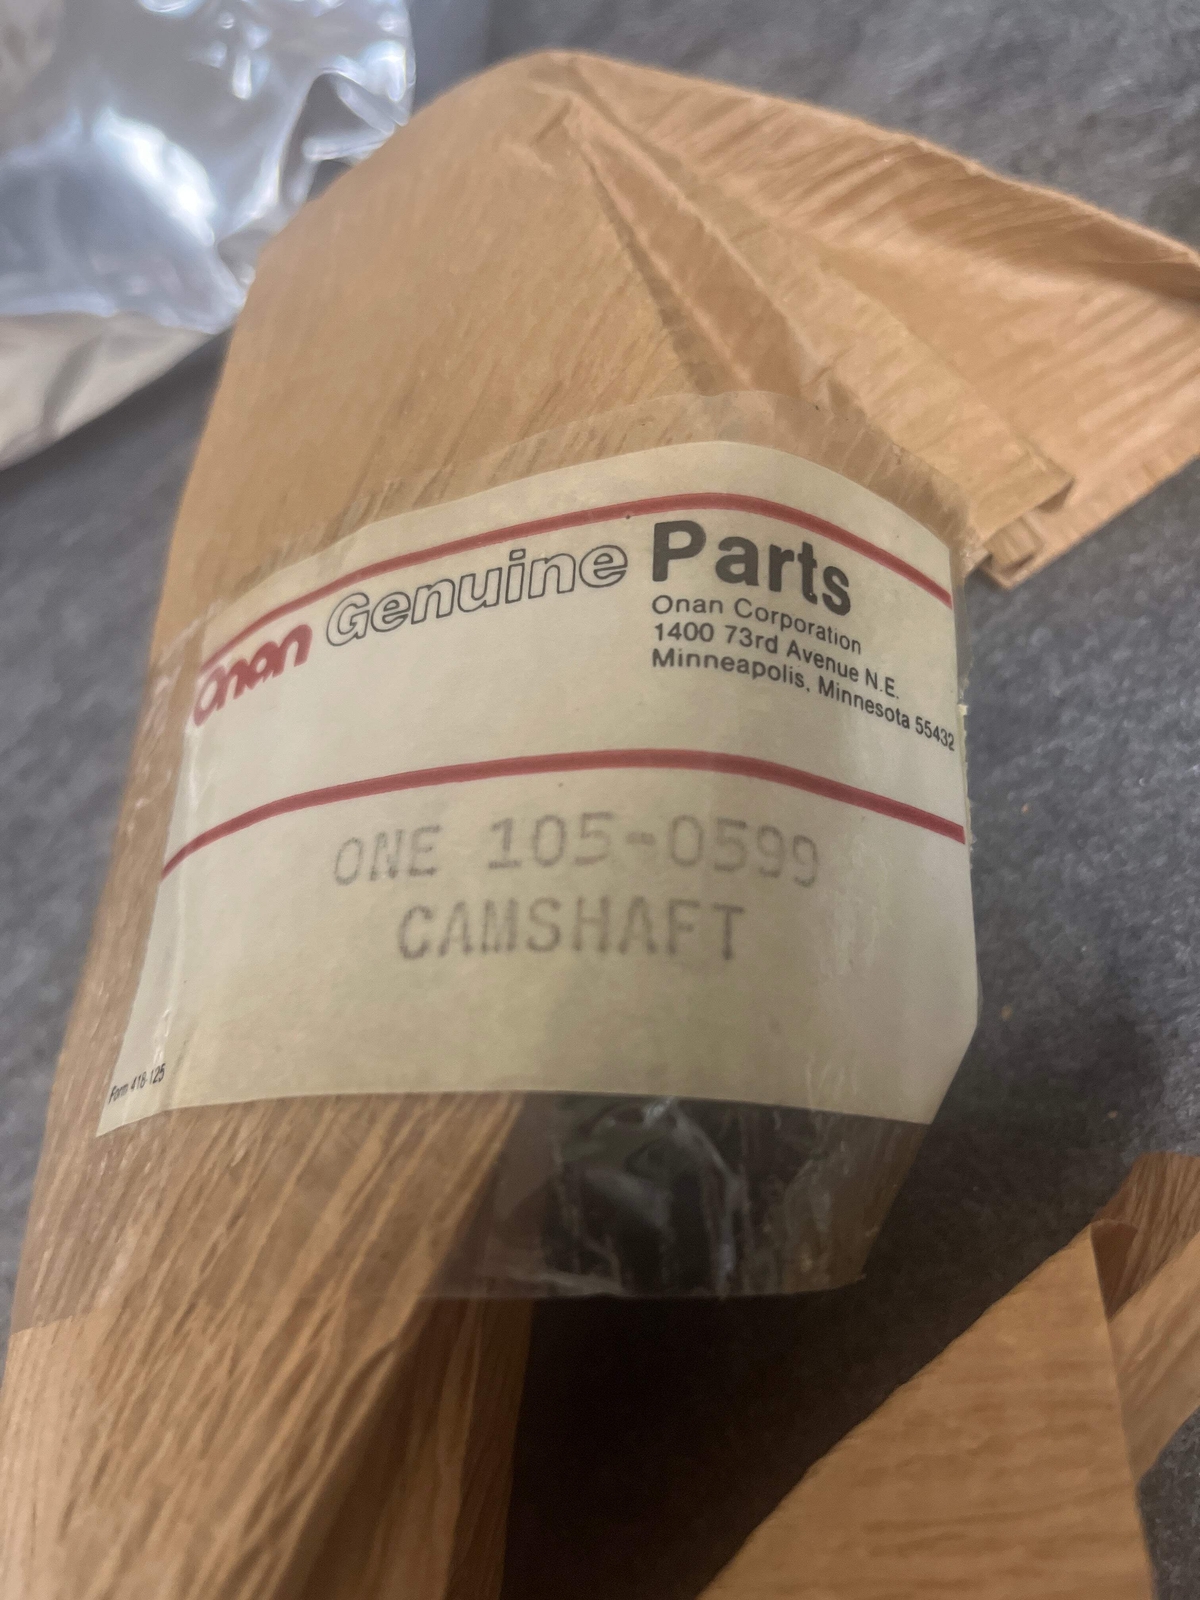 Onan Genuine Parts
Onan Corporation
1400 73rd Avenue N.E.
Minneapolis, Minnesota 55432
ONE 105-0599
CAMSHAFT
Form 418-125